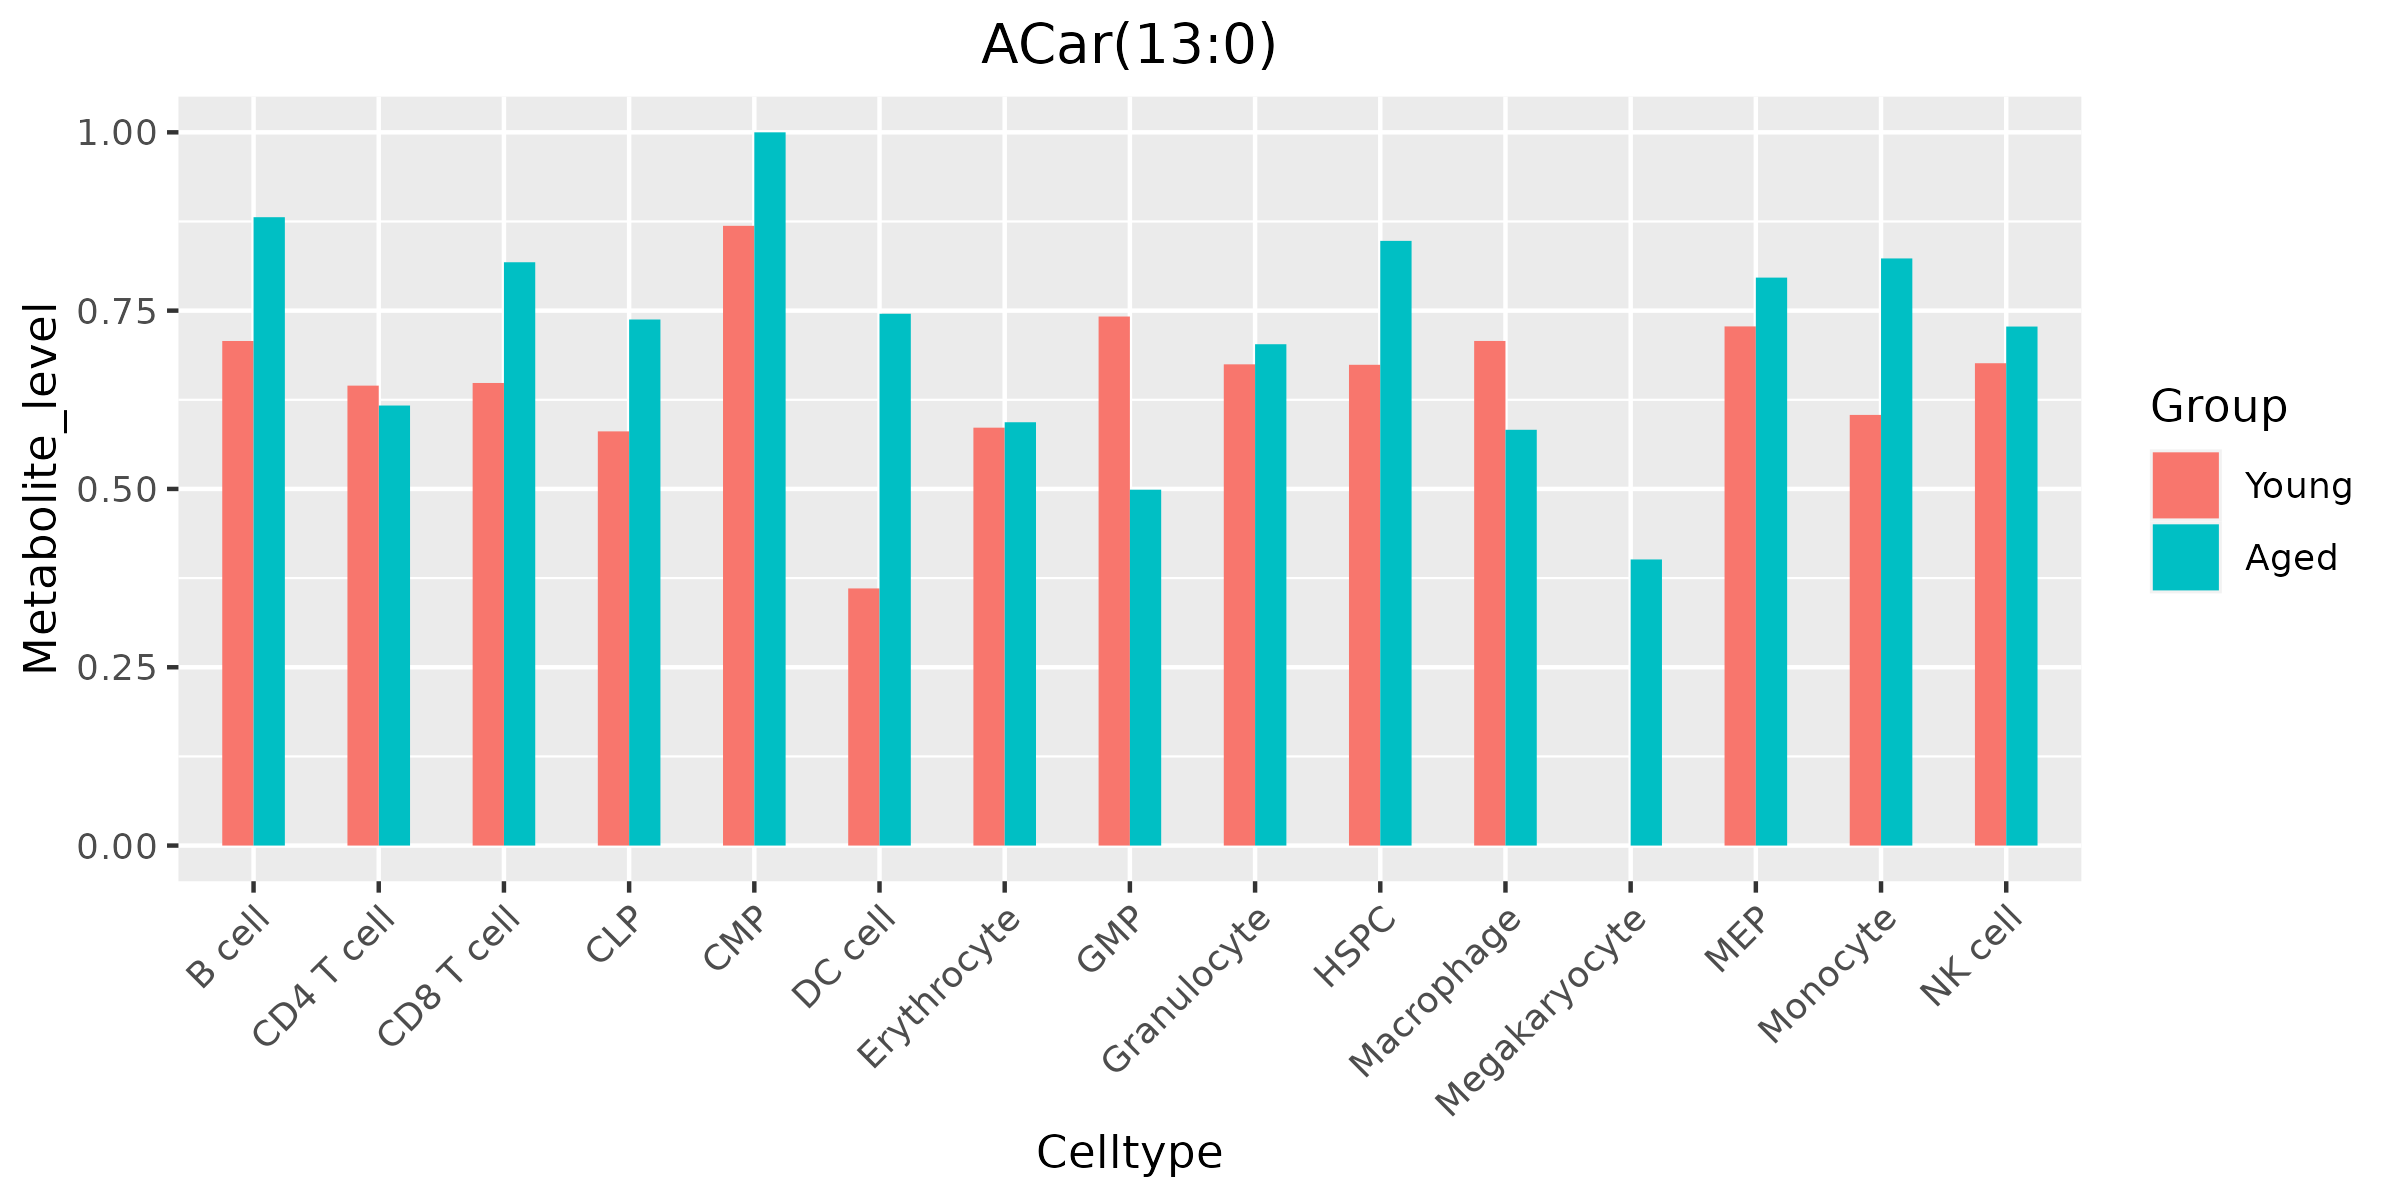 ACar(13:0)
Metabolite_level
1.00
0.75
0.50
0.25
0.00
B cell
CD4 T cell
CD8 T cell
CLP
CMP
DC cell
Erythrocyte
GMP
Granulocyte
HSPC
Macrophage
Megakaryocyte
MEP
Monocyte
NK cell
Celltype
Group
Young
Aged